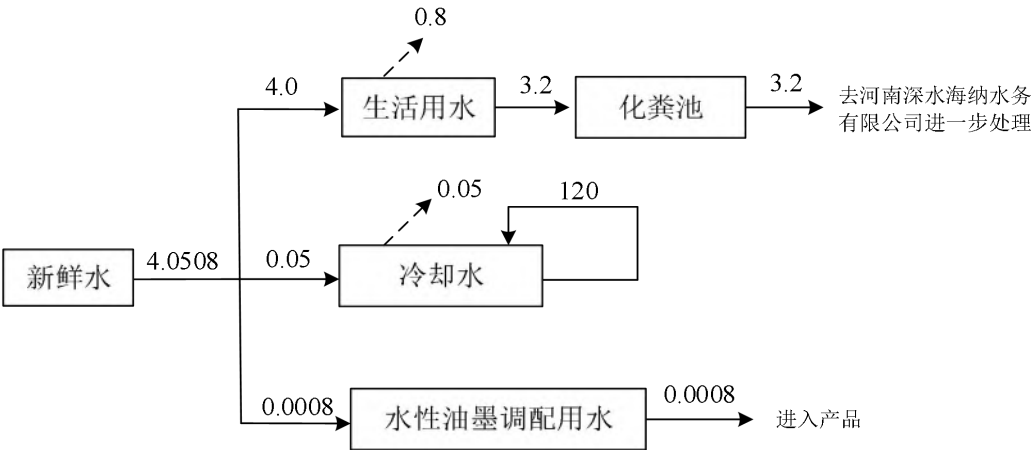 0.8
4.0
生活用水
3.2
化粪池
3.2
去河南深水海纳水务
有限公司进一步处理
0.05
120
新鲜水
4.0508
0.05
冷却水
0.0008
水性油墨调配用水
0.0008
进入产品